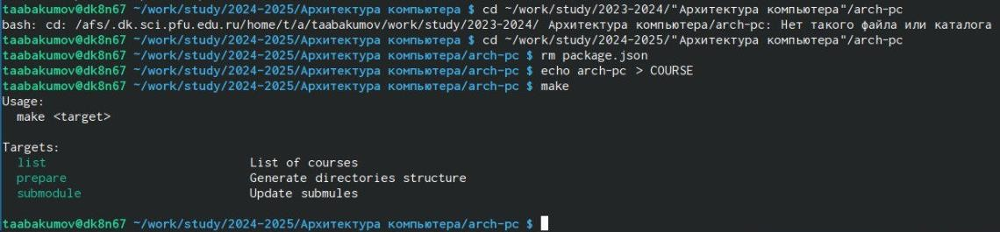 taabakumov@dk8n67 ~/work/study/2024-2025/Архитектура компьютера $ cd ~/work/study/2023-2024/"Архитектура компьютера"/arch-pc
bash: cd: /afs/.dk.sci.pfu.edu.ru/home/t/a/taabakumov/work/study/2023-2024/ Архитектура компьютера/arch-pc: Нет такого файла или каталога
taabakumov@dk8n67 ~/work/study/2024-2025/Архитектура компьютера $ cd ~/work/study/2024-2025/"Архитектура компьютера"/arch-pc
taabakumov@dk8n67 ~/work/study/2024-2025/Архитектура компьютера/arch-pc $ rm package.json
taabakumov@dk8n67 ~/work/study/2024-2025/Архитектура компьютера/arch-pc $ echo arch-pc > COURSE
taabakumov@dk8n67 ~/work/study/2024-2025/Архитектура компьютера/arch-pc $ make
Usage:
  make <target>

Targets:
  list                            List of courses
  prepare                         Generate directories structure
  submodule                       Update submules

taabakumov@dk8n67 ~/work/study/2024-2025/Архитектура компьютера/arch-pc $